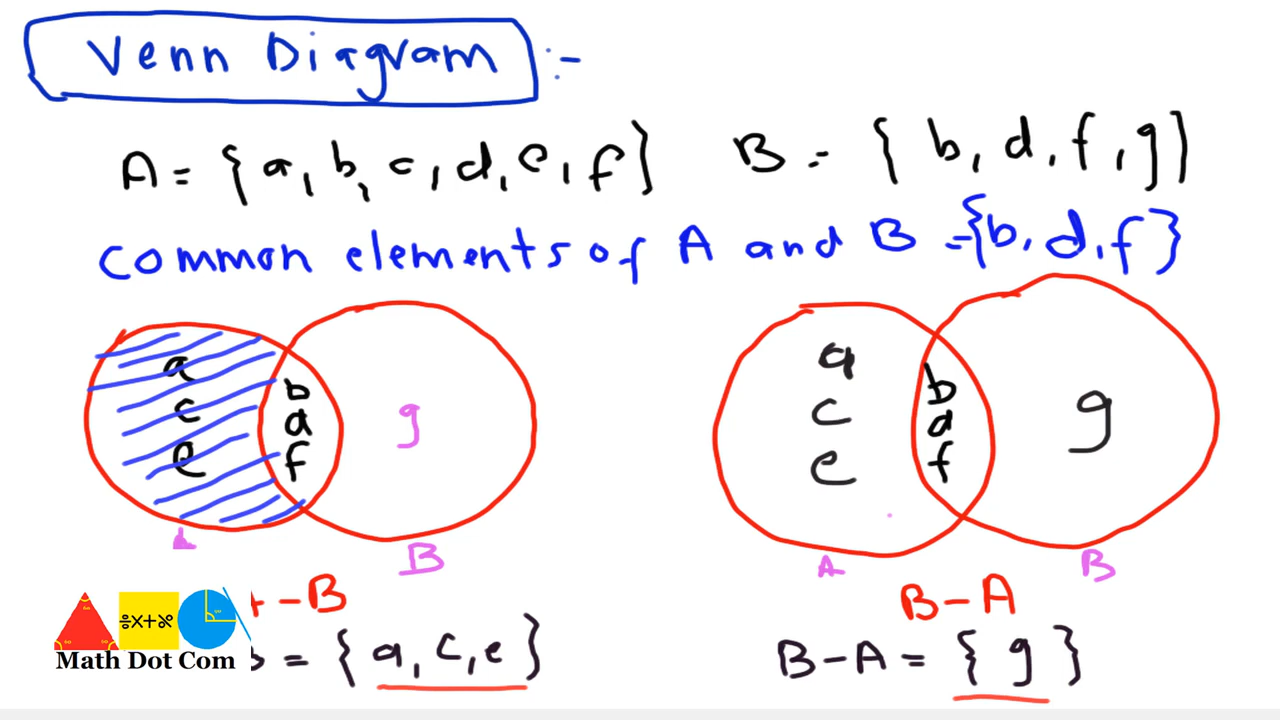 Venn Diagram :-
A = {a, b, c, d, e, f} B = {b, d, f, g}
common elements of A and B = {b, d, f}
a
c
e
b
d
f
g
A
B
a
c
e
b
d
f
g
A
B
-B
B-A
= {a, c, e}
B-A = {g}
÷x+%
Math Dot Com